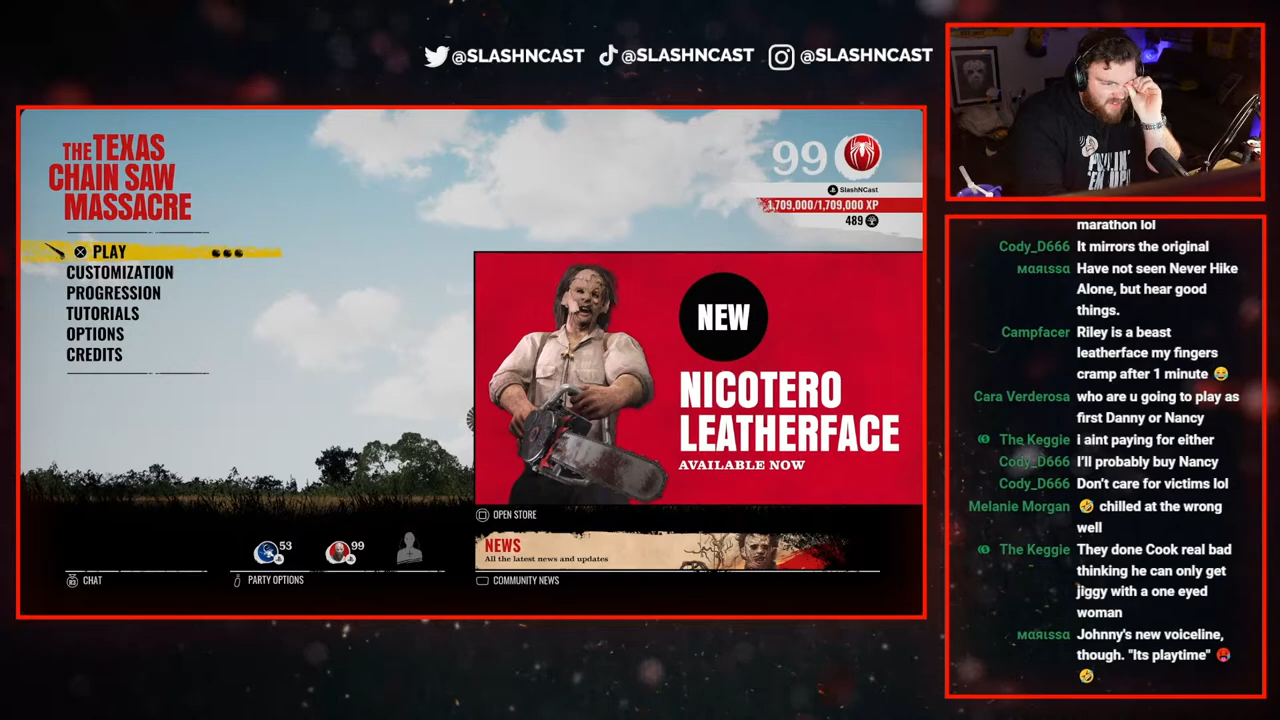 @SLASHNCAST @SLASHNCAST @SLASHNCAST
THE TEXAS
CHAIN SAW
MASSACRE
PLAY
CUSTOMIZATION
PROGRESSION
TUTORIALS
OPTIONS
CREDITS
99
SlashNCast
1,709,000/1,709,000 XP
489
NEW
NICOTERO
LEATHERFACE
AVAILABLE NOW
OPEN STORE
NEWS
All the latest news and updates
COMMUNITY NEWS
53
99
R3 CHAT
PARTY OPTIONS
marathon lol
Cody_D666 It mirrors the original
мαяιѕѕα Have not seen Never Hike
Alone, but hear good
things.
Campfacer Riley is a beast
leatherface my fingers
cramp after 1 minute 😂
Cara Verderosa who are u going to play as
first Danny or Nancy
The Keggie i aint paying for either
Cody_D666 I'll probably buy Nancy
Cody_D666 Don't care for victims lol
Melanie Morgan 🤣 chilled at the wrong
well
The Keggie They done Cook real bad
thinking he can only get
jiggy with a one eyed
woman
мαяιѕѕα Johnny's new voiceline,
though. "Its playtime" 🥵
🤣